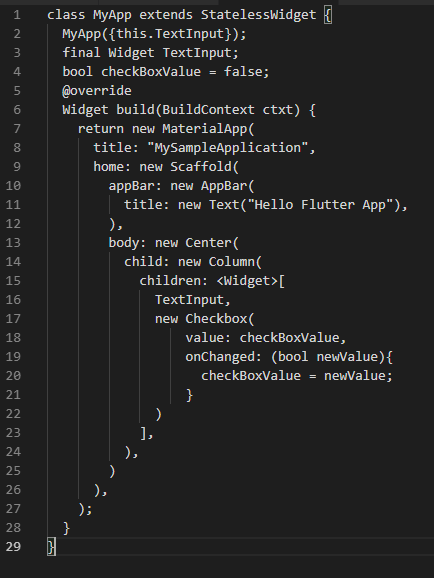 1 class MyApp extends StatelessWidget {
2   MyApp({this.TextInput});
3   final Widget TextInput;
4   bool checkBoxValue = false;
5   @override
6   Widget build(BuildContext ctxt) {
7     return new MaterialApp(
8       title: "MySampleApplication",
9       home: new Scaffold(
10         appBar: new AppBar(
11           title: new Text("Hello Flutter App"),
12         ),
13         body: new Center(
14           child: new Column(
15             children: <Widget>[
16               TextInput,
17               new Checkbox(
18                   value: checkBoxValue,
19                   onChanged: (bool newValue){
20                     checkBoxValue = newValue;
21                   }
22               )
23             ],
24           ),
25         )
26       ),
27     );
28   }
29 }